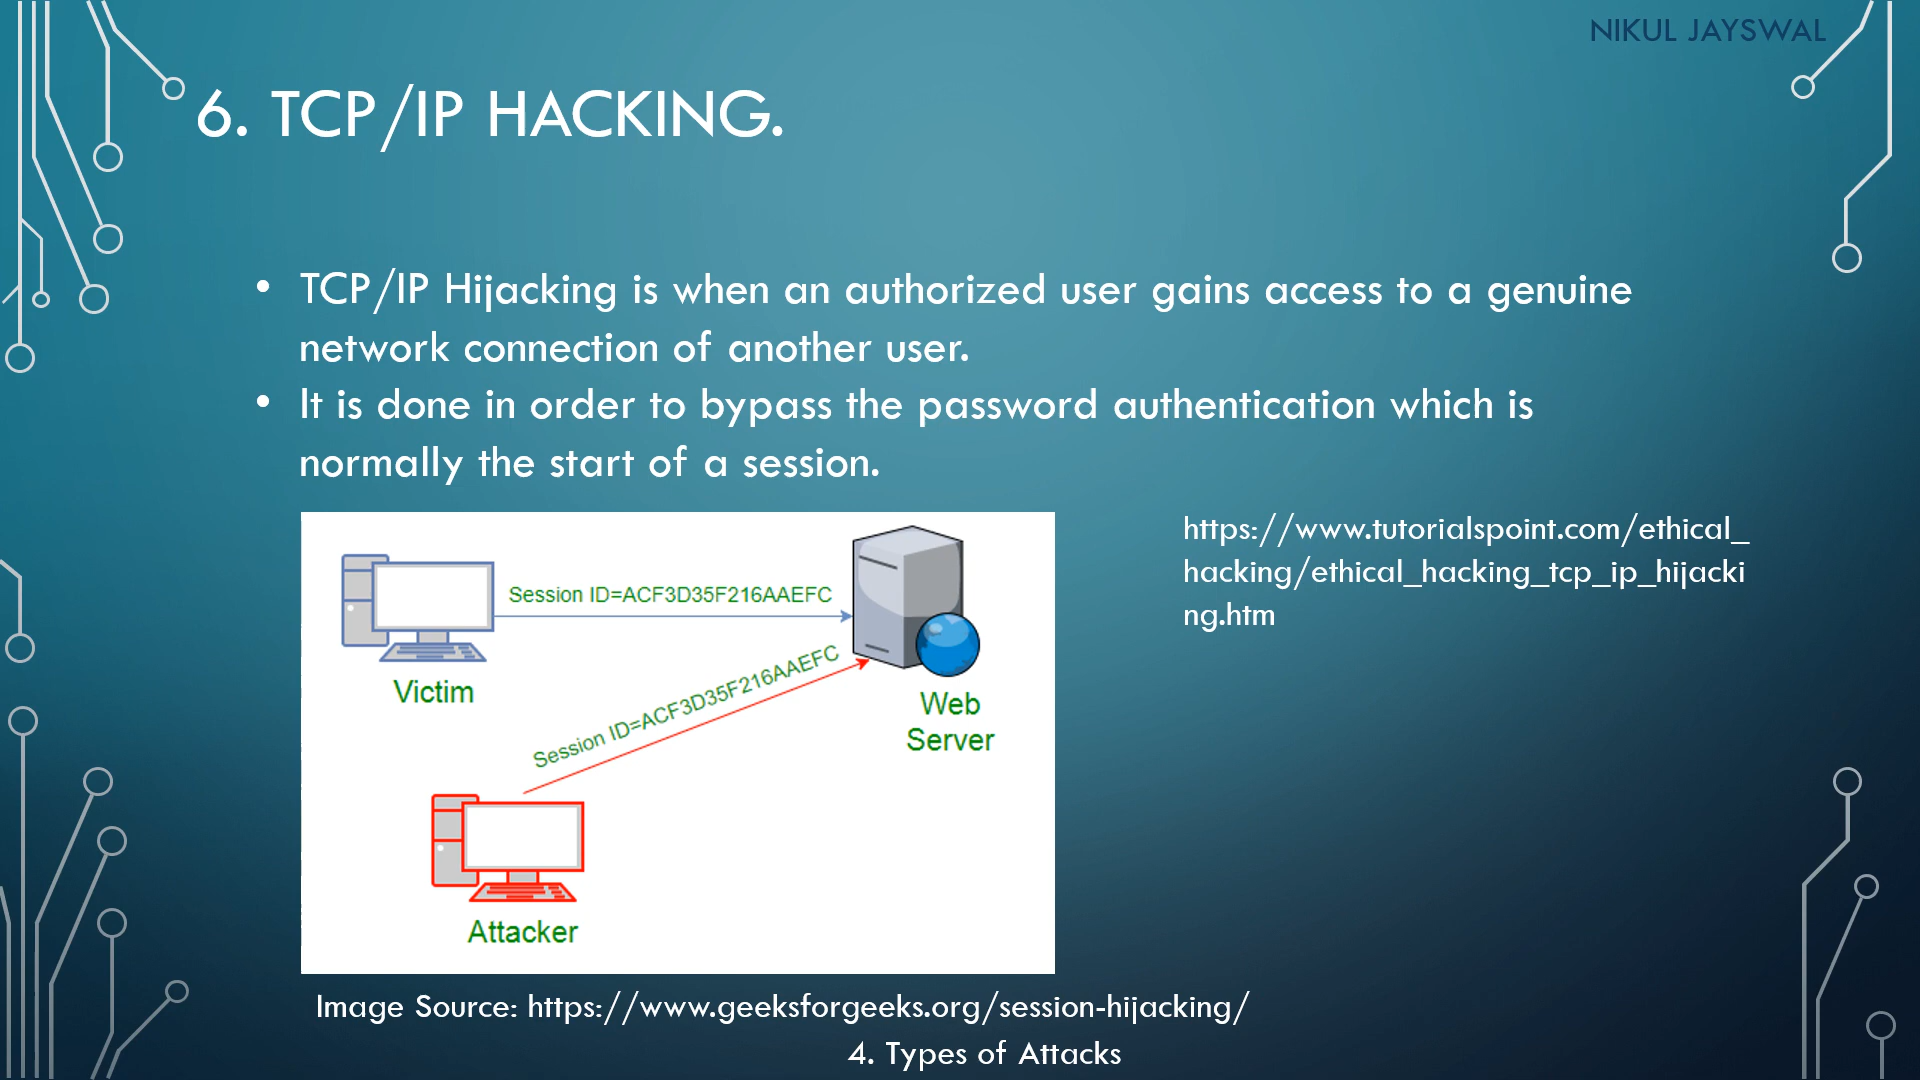 NIKUL JAYSWAL
6. TCP/IP HACKING.
• TCP/IP Hijacking is when an authorized user gains access to a genuine
network connection of another user.
• It is done in order to bypass the password authentication which is
normally the start of a session.
https://www.tutorialspoint.com/ethical_
hacking/ethical_hacking_tcp_ip_hijacki
ng.htm
Session ID=ACF3D35F216AAEFC
Victim
Session ID=ACF3D35F216AAEFC
Web
Server
Attacker
Image Source: https://www.geeksforgeeks.org/session-hijacking/
4. Types of Attacks